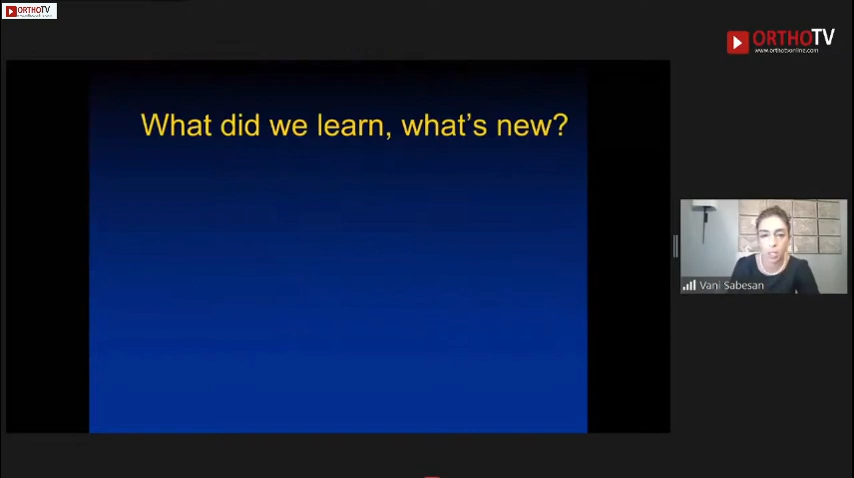 ORTHOTV
ORTHOTV
www.orthotvonline.com
What did we learn, what's new?
Vani Sabesan